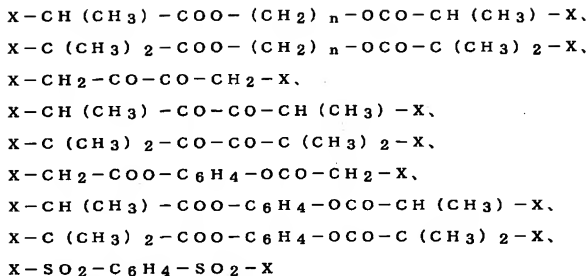 X-CH(CH3)-COO-(CH2)n-OCO-CH(CH3)-X、
X-C(CH3)2-COO-(CH2)n-OCO-C(CH3)2-X、
X-CH2-CO-CO-CH2-X、
X-CH(CH3)-CO-CO-CH(CH3)-X、
X-C(CH3)2-CO-CO-C(CH3)2-X、
X-CH2-COO-C6H4-OCO-CH2-X、
X-CH(CH3)-COO-C6H4-OCO-CH(CH3)-X、
X-C(CH3)2-COO-C6H4-OCO-C(CH3)2-X、
X-SO2-C6H4-SO2-X